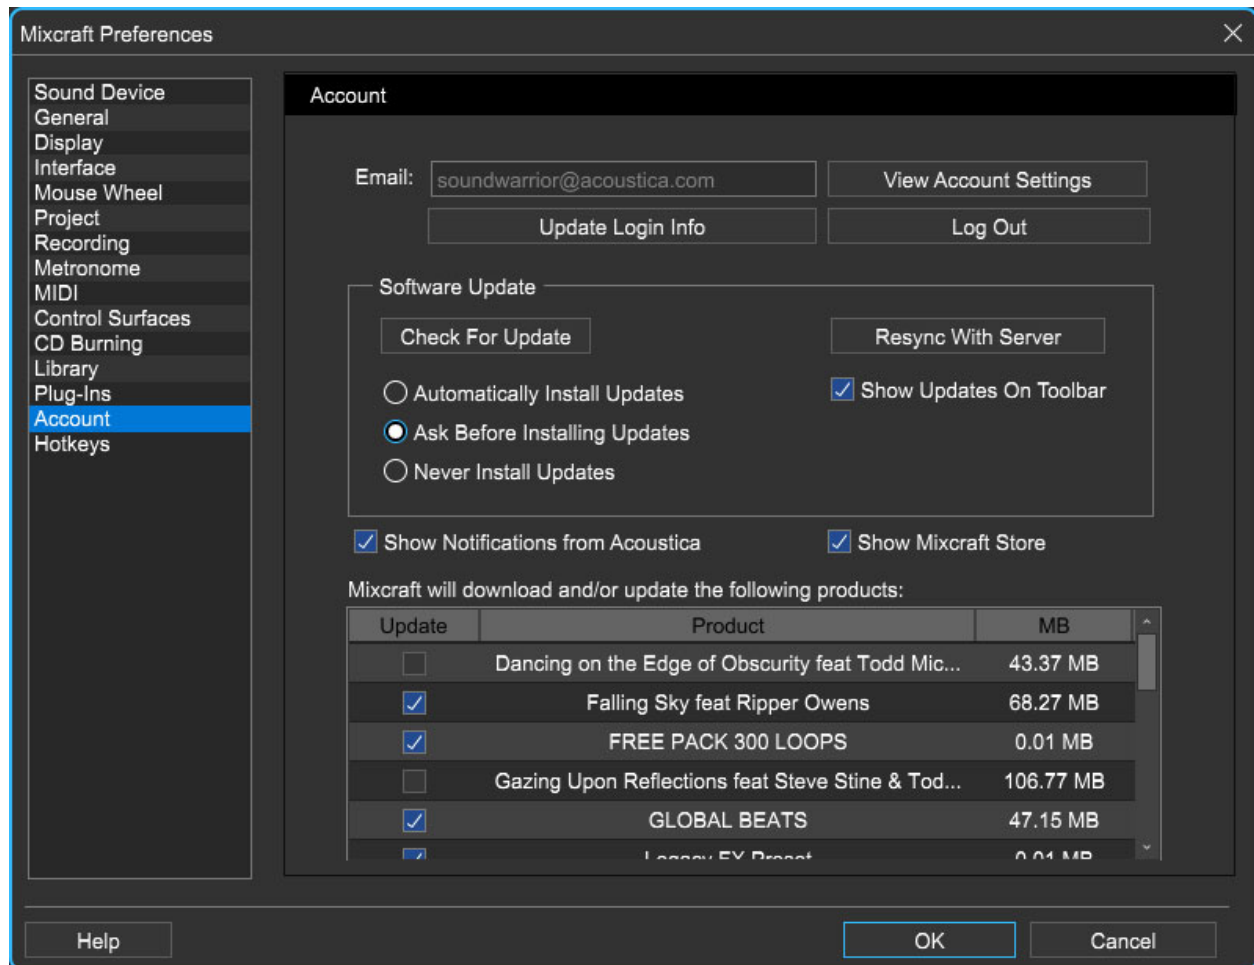 Mixcraft Preferences
Sound Device
General
Display
Interface
Mouse Wheel
Project
Recording
Metronome
MIDI
Control Surfaces
CD Burning
Library
Plug-Ins
Account
Hotkeys
Account
Email: soundwarrior@acoustica.com View Account Settings
Update Login Info Log Out
Software Update
Check For Update Resync With Server
Automatically Install Updates Show Updates On Toolbar
Ask Before Installing Updates
Never Install Updates
Show Notifications from Acoustica Show Mixcraft Store
Mixcraft will download and/or update the following products:
Update Product MB
Dancing on the Edge of Obscurity feat Todd Mic... 43.37 MB
Falling Sky feat Ripper Owens 68.27 MB
FREE PACK 300 LOOPS 0.01 MB
Gazing Upon Reflections feat Steve Stine & Tod... 106.77 MB
GLOBAL BEATS 47.15 MB
Legacy FX Preset 0.01 MB
Help OK Cancel